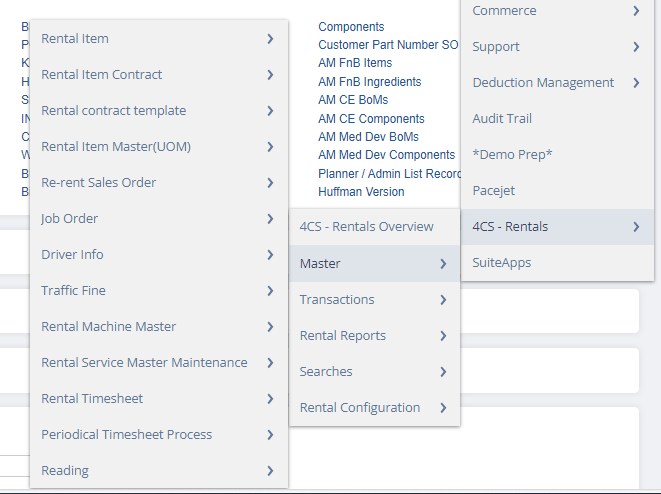 Components
Customer Part Number SO
AM FnB Items
AM FnB Ingredients
AM CE BoMs
AM CE Components
AM Med Dev BoMs
AM Med Dev Components
Planner / Admin List Record
Huffman Version
Commerce
Support
Deduction Management
Audit Trail
*Demo Prep*
Pacejet
4CS - Rentals
SuiteApps
4CS - Rentals Overview
Master
Transactions
Rental Reports
Searches
Rental Configuration
Rental Item
Rental Item Contract
Rental contract template
Rental Item Master(UOM)
Re-rent Sales Order
Job Order
Driver Info
Traffic Fine
Rental Machine Master
Rental Service Master Maintenance
Rental Timesheet
Periodical Timesheet Process
Reading